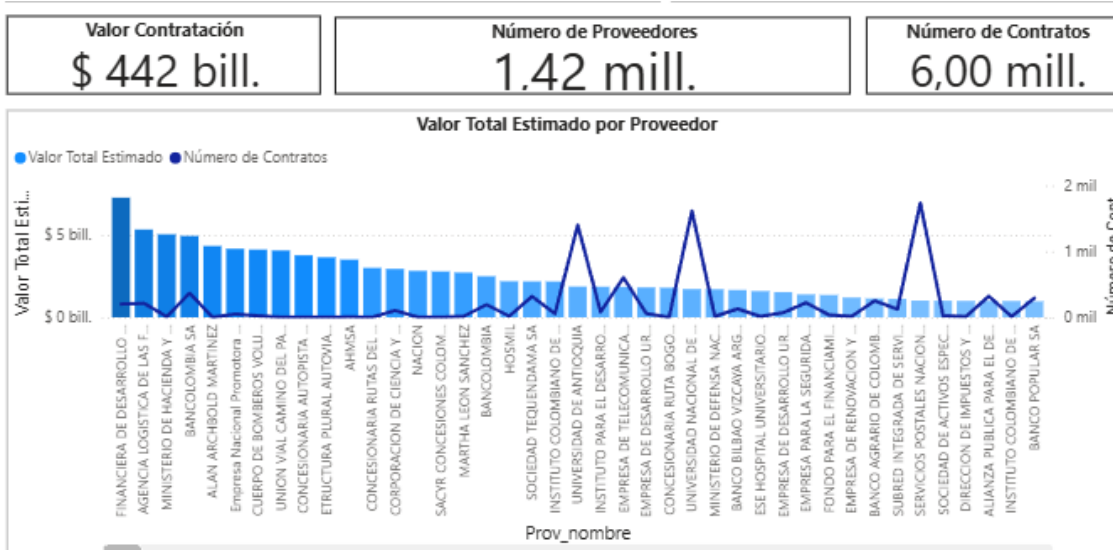 Valor Contratación
$ 442 bill.
Número de Proveedores
1,42 mill.
Número de Contratos
6,00 mill.
Valor Total Estimado por Proveedor
Valor Total Estimado
Número de Contratos
Valor Total Esti...
$ 5 bill.
$ 0 bill.
2 mil
1 mil
0 mil
Número de Cont
FINANCIERA DE DESARROLLO ...
AGENCIA LOGISTICA DE LAS F...
MINISTERIO DE HACIENDA Y ...
BANCOLOMBIA SA
ALAN ARCHBOLD MARTINEZ
Empresa Nacional Promotora ...
CUERPO DE BOMBEROS VOLU...
UNION VIAL CAMINO DEL PA...
CONCESIONARIA AUTOPISTA ...
ETRUCTURA PLURAL AUTOVIA...
AHMSA
CONCESIONARIA RUTAS DEL ...
CORPORACION DE CIENCIA Y ...
NACION
SACYR CONCESIONES COLOM...
MARTHA LEON SANCHEZ
BANCOLOMBIA
HOSMIL
SOCIEDAD TEQUENDAMA SA
INSTITUTO COLOMBIANO DE ...
UNIVERSIDAD DE ANTIOQUIA
INSTITUTO PARA EL DESARRO...
EMPRESA DE TELECOMUNICA...
EMPRESA DE DESARROLLO UR...
CONCESIONARIA RUTA BOGO...
UNIVERSIDAD NACIONAL DE ...
MINISTERIO DE DEFENSA NAC...
BANCO BILBAO VIZCAYA ARG...
ESE HOSPITAL UNIVERSITARIO...
EMPRESA DE DESARROLLO UR...
EMPRESA PARA LA SEGURIDA...
FONDO PARA EL FINANCIAMI...
EMPRESA DE RENOVACION Y ...
BANCO AGRARIO DE COLOMB...
SUBRED INTEGRADA DE SERVI...
SERVICIOS POSTALES NACION...
SOCIEDAD DE ACTIVOS ESPEC...
DIRECCION DE IMPUESTOS Y ...
ALIANZA PUBLICA PARA EL DE...
INSTITUTO COLOMBIANO DE ...
BANCO POPULAR SA
Prov_nombre